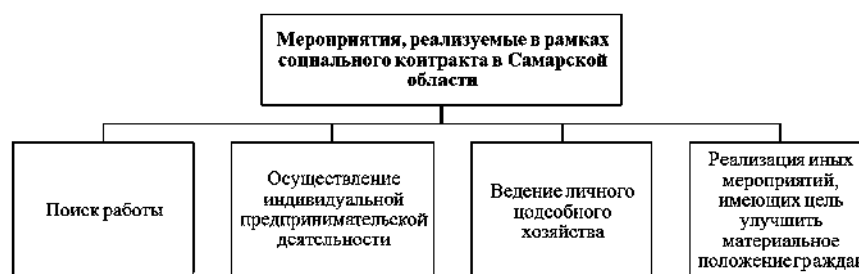 Мероприятия, реализуемые в рамках
социального контракта в Самарской
области
Поиск работы
Осуществление
индивидуальной
предпринимательской
деятельности
Ведение личного
подсобного
хозяйства
Реализация иных
мероприятий,
имеющих цель
улучшить
материальное
положение граждан